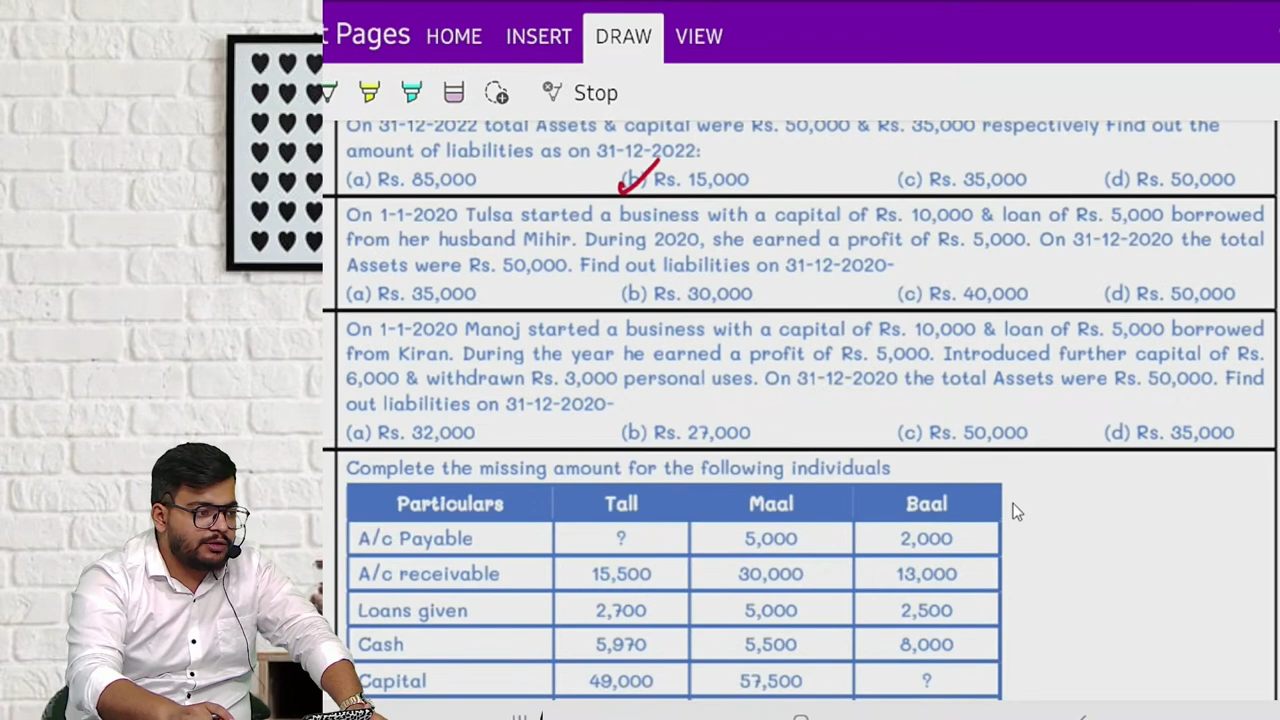 t Pages HOME INSERT DRAW VIEW
Stop
On 31-12-2022 total Assets & capital were Rs. 50,000 & Rs. 35,000 respectively Find out the
amount of liabilities as on 31-12-2022:
(a) Rs. 85,000 (b) Rs. 15,000 (c) Rs. 35,000 (d) Rs. 50,000
On 1-1-2020 Tulsa started a business with a capital of Rs. 10,000 & loan of Rs. 5,000 borrowed
from her husband Mihir. During 2020, she earned a profit of Rs. 5,000. On 31-12-2020 the total
Assets were Rs. 50,000. Find out liabilities on 31-12-2020-
(a) Rs. 35,000 (b) Rs. 30,000 (c) Rs. 40,000 (d) Rs. 50,000
On 1-1-2020 Manoj started a business with a capital of Rs. 10,000 & loan of Rs. 5,000 borrowed
from Kiran. During the year he earned a profit of Rs. 5,000. Introduced further capital of Rs.
6,000 & withdrawn Rs. 3,000 personal uses. On 31-12-2020 the total Assets were Rs. 50,000. Find
out liabilities on 31-12-2020-
(a) Rs. 32,000 (b) Rs. 27,000 (c) Rs. 50,000 (d) Rs. 35,000
Complete the missing amount for the following individuals
Particulars Tall Maal Baal
A/c Payable ? 5,000 2,000
A/c receivable 15,500 30,000 13,000
Loans given 2,700 5,000 2,500
Cash 5,970 5,500 8,000
Capital 49,000 57,500 ?